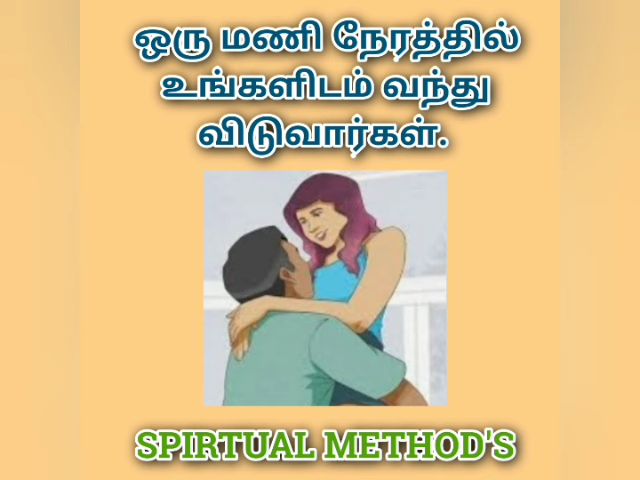 ஒரு மணி நேரத்தில்
உங்களிடம் வந்து
விடுவார்கள்.
SPIRTUAL METHOD'S